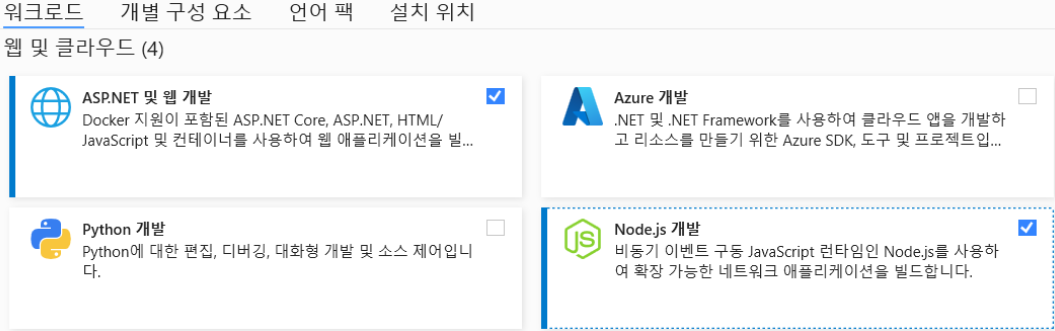 워크로드 개별 구성 요소 언어 팩 설치 위치
웹 및 클라우드 (4)
ASP.NET 및 웹 개발
Docker 지원이 포함된 ASP.NET Core, ASP.NET, HTML/
JavaScript 및 컨테이너를 사용하여 웹 애플리케이션을 빌...
Azure 개발
.NET 및 .NET Framework를 사용하여 클라우드 앱을 개발하
고 리소스를 만들기 위한 Azure SDK, 도구 및 프로젝트입...
Python 개발
Python에 대한 편집, 디버깅, 대화형 개발 및 소스 제어입니
다.
Node.js 개발
비동기 이벤트 구동 JavaScript 런타임인 Node.js를 사용하
여 확장 가능한 네트워크 애플리케이션을 빌드합니다.
JS